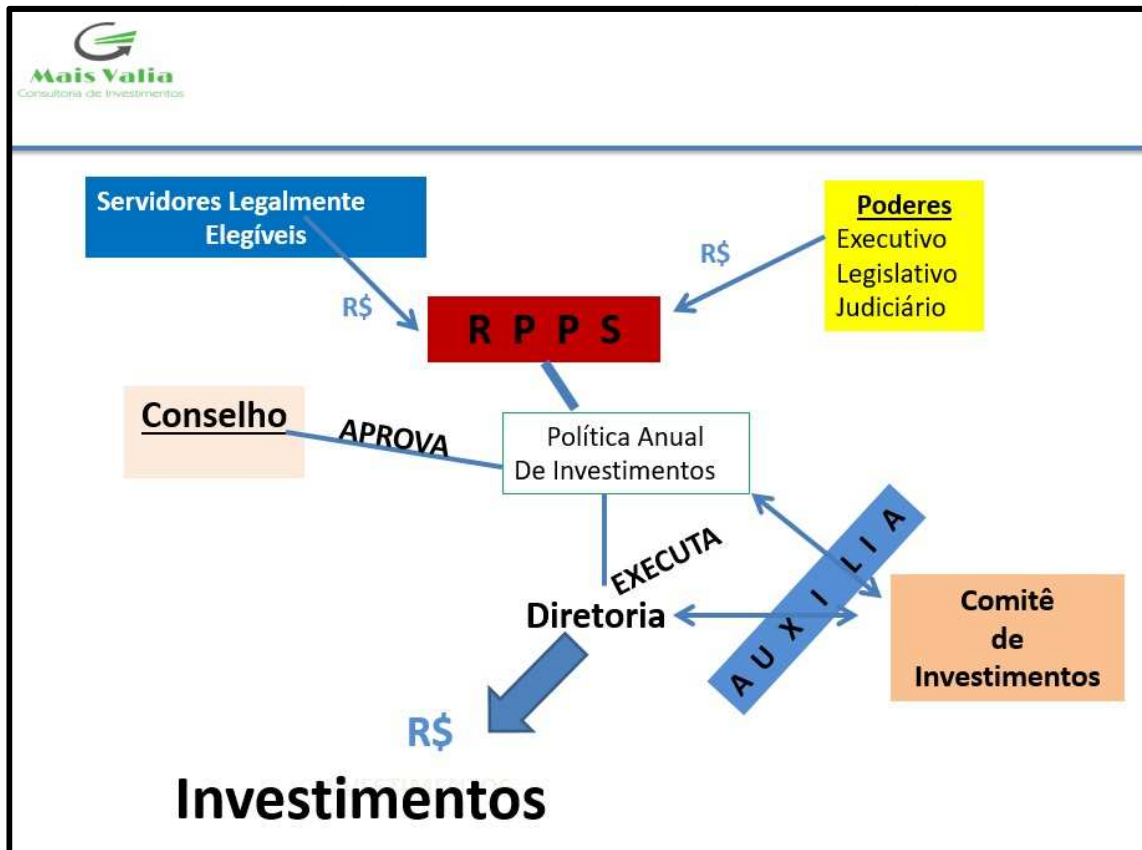 Mais Valia
Consultoria de Investimentos
Servidores Legalmente
Elegíveis
Poderes
Executivo
Legislativo
Judiciário
R$
R$
R P P S
Conselho
APROVA
Política Anual
De Investimentos
EXECUTA
AUXILIA
Diretoria
Comitê
de
Investimentos
R$
Investimentos